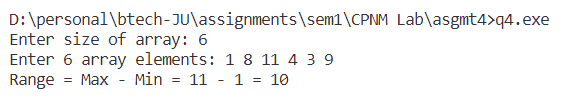 D:\personal\btech-JU\assignments\sem1\CPNM Lab\asgmt4>q4.exe
Enter size of array: 6
Enter 6 array elements: 1 8 11 4 3 9
Range = Max - Min = 11 - 1 = 10